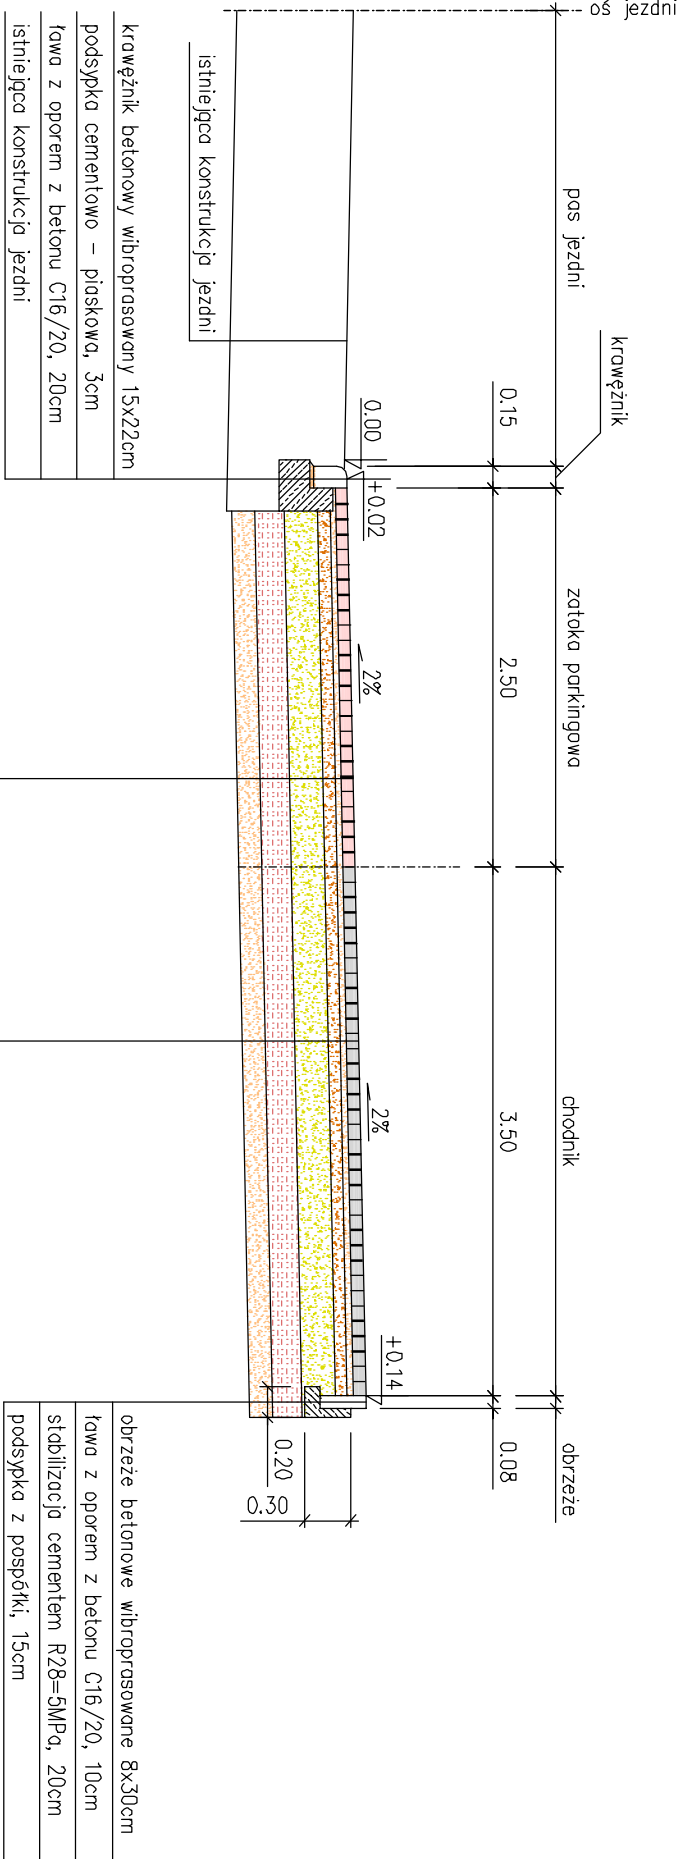 oś jezdni
pas jezdni
krawężnik
zatoka parkingowa
chodnik
obrzeże
0.15
2.50
3.50
0.08
0.00
+0.02
2%
2%
+0.14
0.20
0.30
istniejąca konstrukcja jezdni
krawężnik betonowy wibroprasowany 15x22cm
podsypka cementowo – piaskowa, 3cm
ława z oporem z betonu C16/20, 20cm
istniejąca konstrukcja jezdni
obrzeże betonowe wibroprasowane 8x30cm
ława z oporem z betonu C16/20, 10cm
stabilizacja cementem R28=5MPa, 20cm
podsypka z pospółki, 15cm